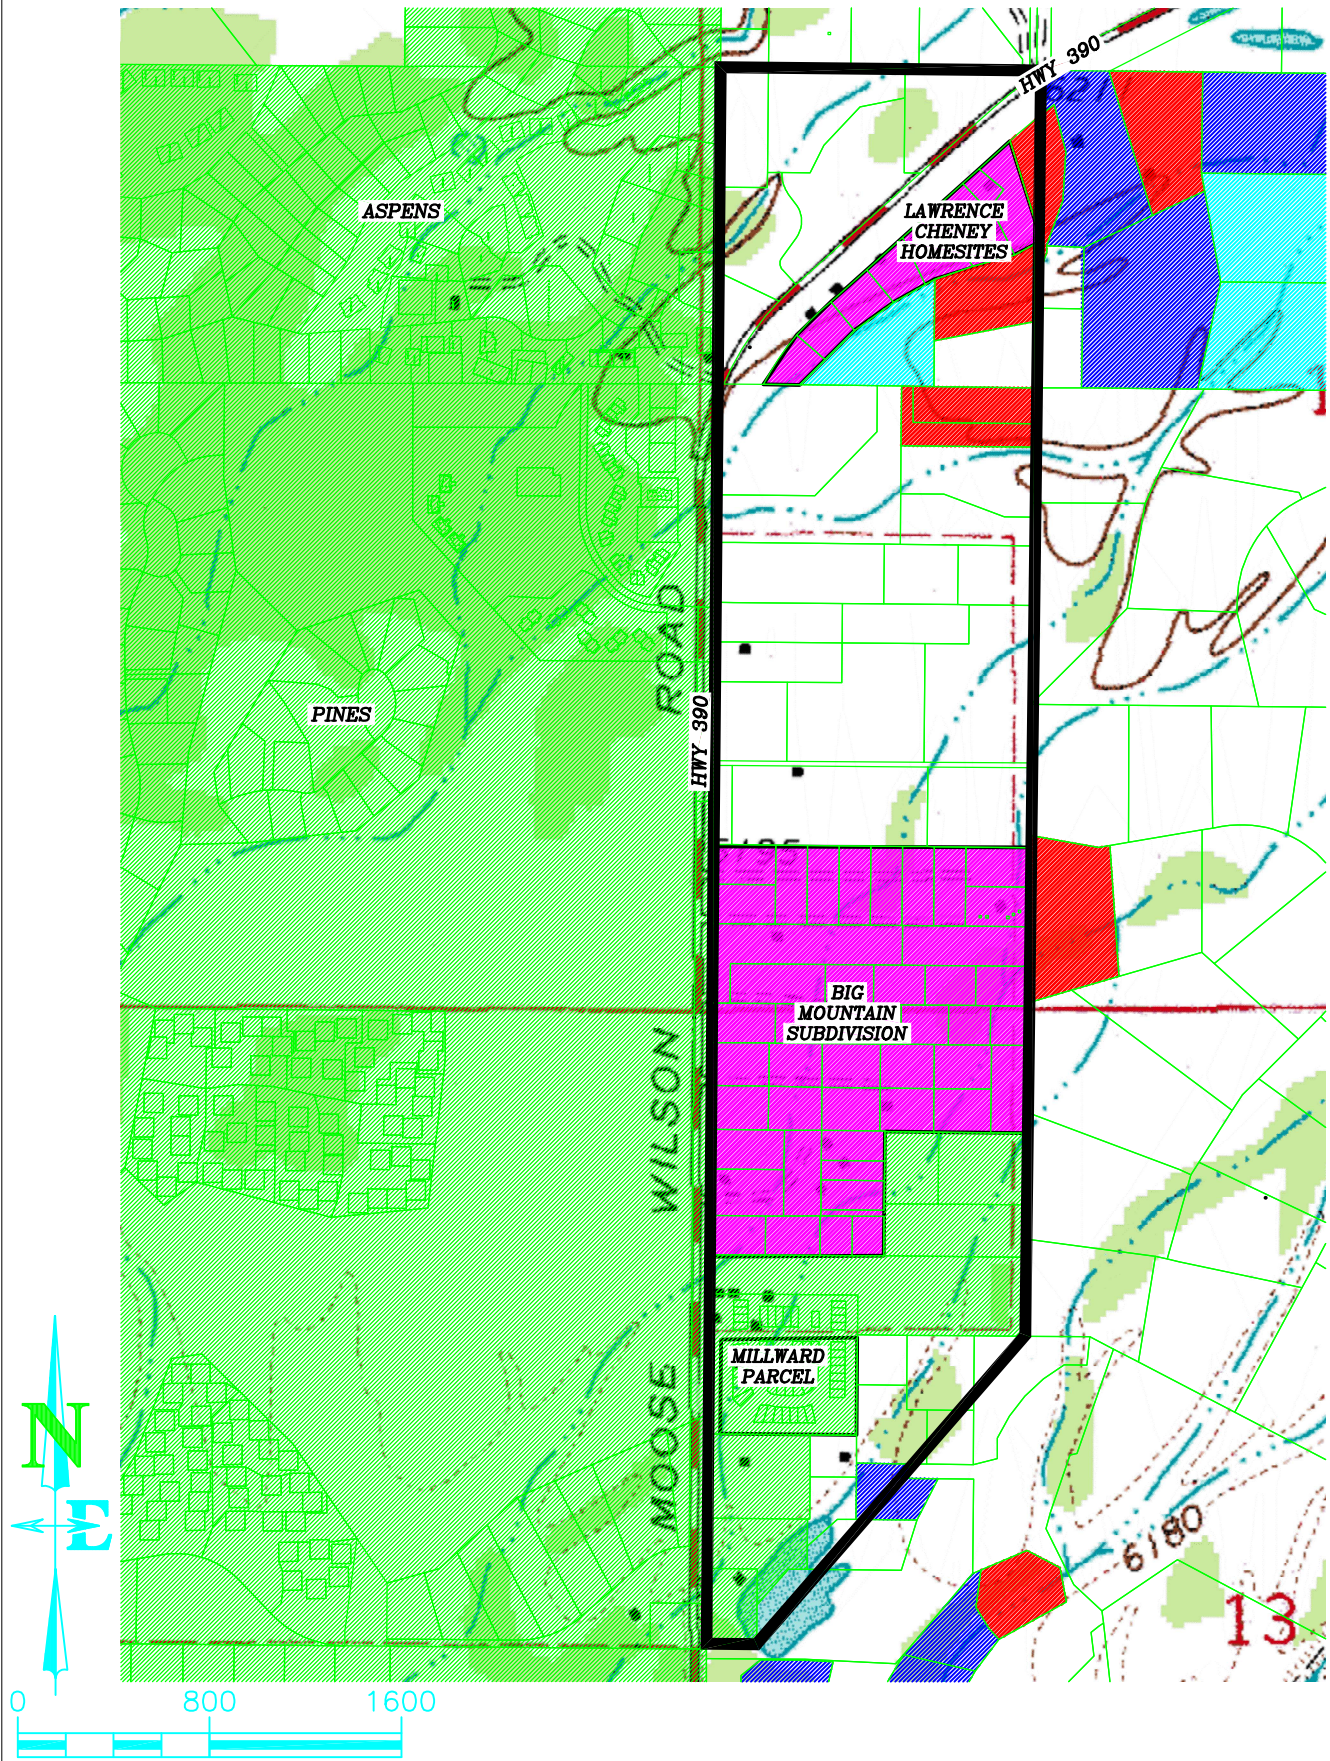 HWY 390
6211
ASPENS
LAWRENCE
CHENEY
HOMESITES
ROAD
PINES
HWY 390
BIG
MOUNTAIN
SUBDIVISION
WILSON
MILLWARD
PARCEL
MOOSE
N
E
6180
13
0 800 1600